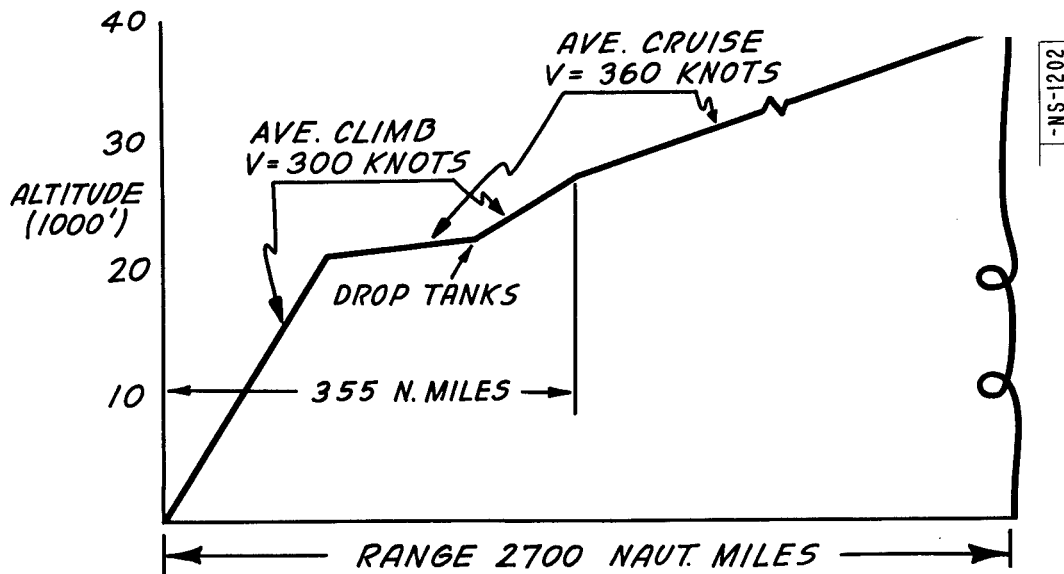 40
AVE. CRUISE
V = 360 KNOTS
-NS-1202
AVE. CLIMB
V = 300 KNOTS
30
ALTITUDE
(1000')
20
DROP TANKS
10
355 N. MILES
RANGE 2700 NAUT. MILES